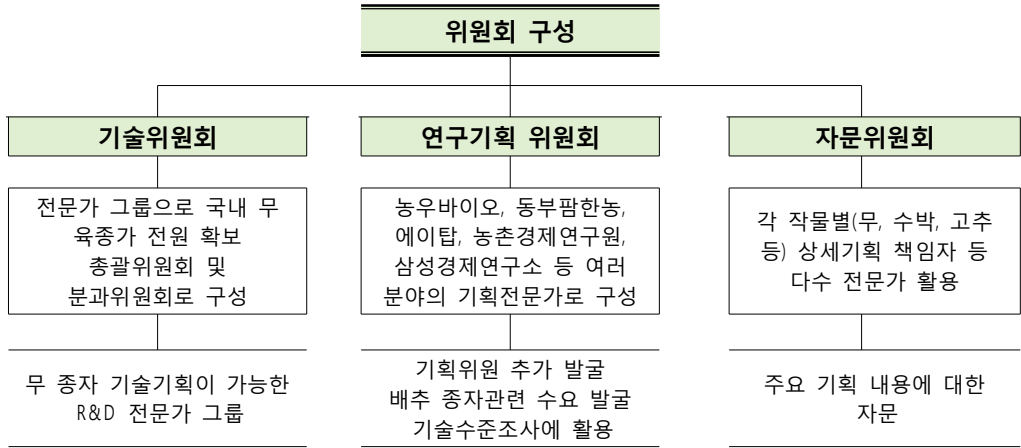 위원회 구성
기술위원회
연구기획 위원회
자문위원회
전문가 그룹으로 국내 무
육종가 전원 확보
총괄위원회 및
분과위원회로 구성
농우바이오, 동부팜한농,
에이탑, 농촌경제연구원,
삼성경제연구소 등 여러
분야의 기획전문가로 구성
각 작물별(무, 수박, 고추
등) 상세기획 책임자 등
다수 전문가 활용
무 종자 기술기획이 가능한
R&D 전문가 그룹
기획위원 추가 발굴
배추 종자관련 수요 발굴
기술수준조사에 활용
주요 기획 내용에 대한
자문